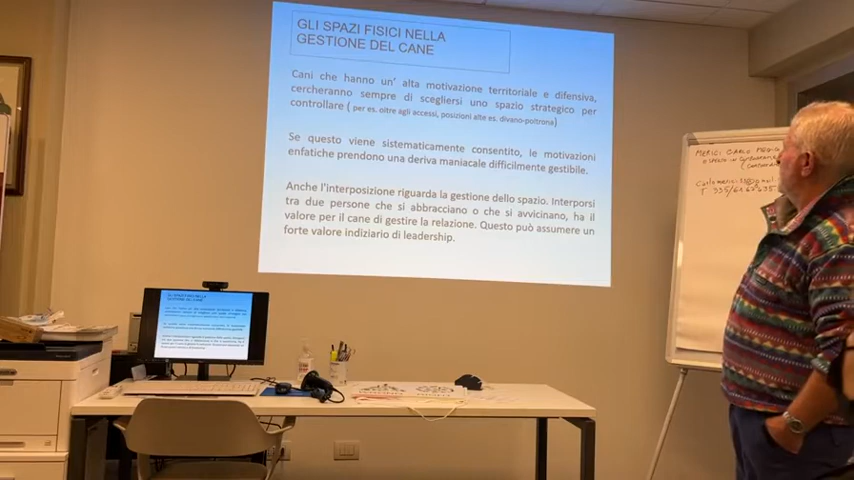 GLI SPAZI FISICI NELLA
GESTIONE DEL CANE
Cani che hanno un' alta motivazione territoriale e difensiva,
cercheranno sempre di scegliersi uno spazio strategico per
controllare ( per es. oltre agli accessi, posizioni alte es. divano-poltrona)
Se questo viene sistematicamente consentito, le motivazioni
enfatiche prendono una deriva maniacale difficilmente gestibile.
Anche l'interposizione riguarda la gestione dello spazio. Interporsi
tra due persone che si abbracciano o che si avvicinano, ha il
valore per il cane di gestire la relazione. Questo può assumere un
forte valore indiziario di leadership.
MERICI CARLO